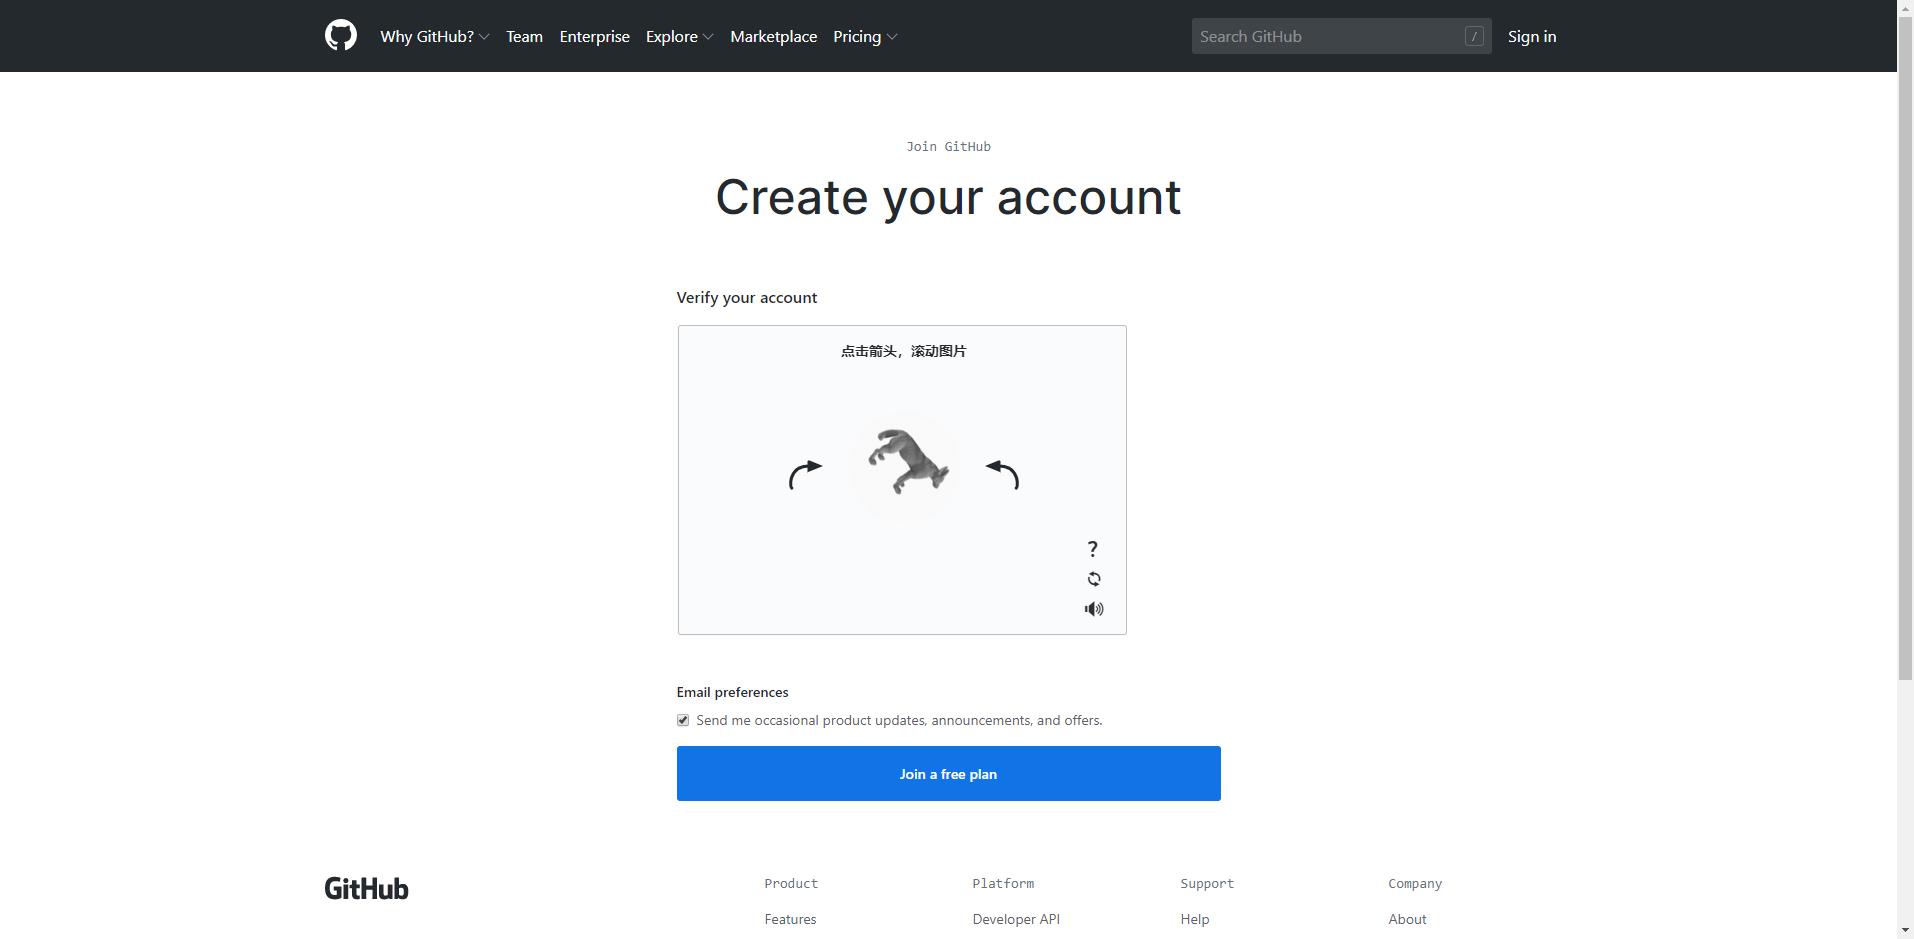 Why GitHub? Team Enterprise Explore Marketplace Pricing Search GitHub / Sign in
Join GitHub
Create your account
Verify your account
点击箭头，滚动图片
?
Email preferences
Send me occasional product updates, announcements, and offers.
Join a free plan
GitHub
Product Platform Support Company
Features Developer API Help About